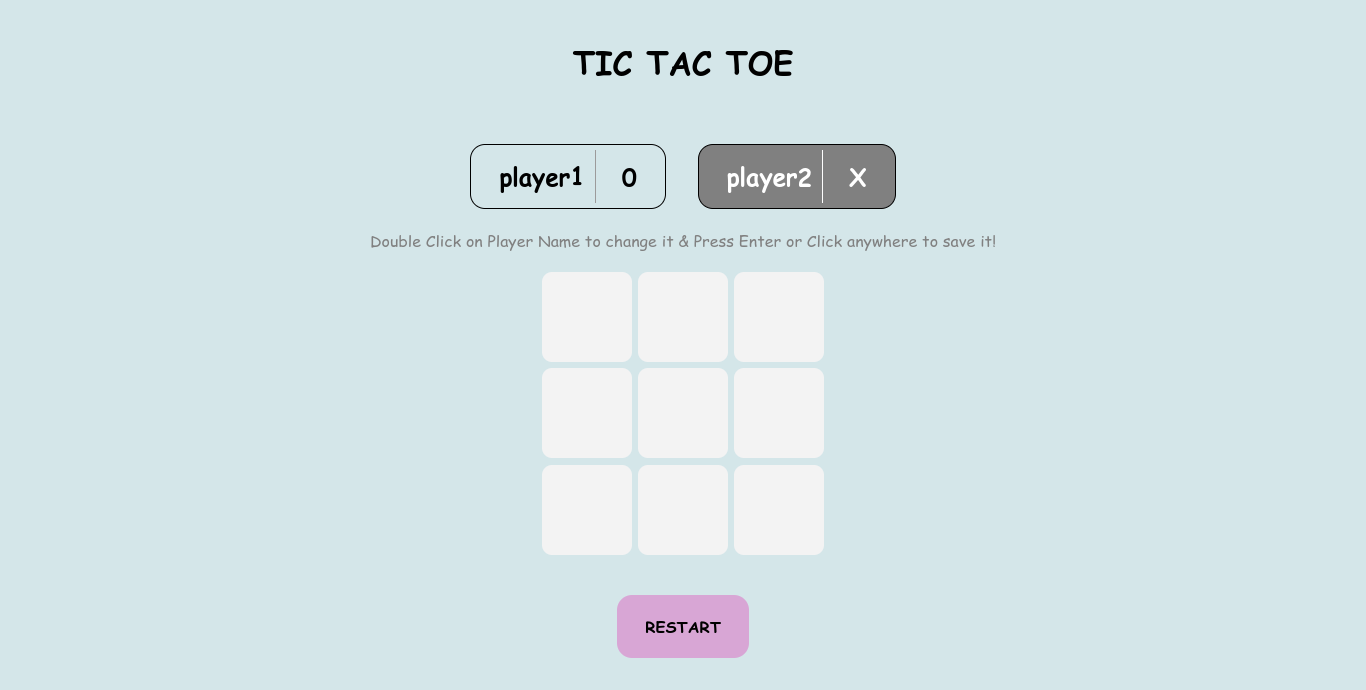 TIC TAC TOE
player1 O
player2 X
Double Click on Player Name to change it & Press Enter or Click anywhere to save it!
RESTART